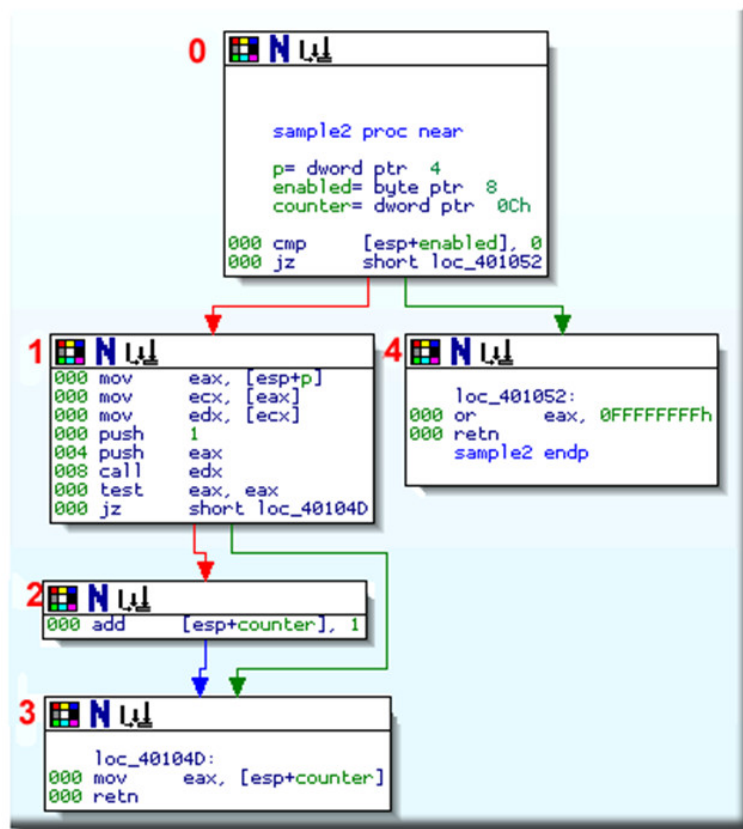 0
N
sample2 proc near
p= dword ptr 4
enabled= byte ptr 8
counter= dword ptr 0Ch
000 cmp [esp+enabled], 0
000 jz short loc_401052
1
N
000 mov eax, [esp+p]
000 mov ecx, [eax]
000 mov edx, [ecx]
000 push 1
004 push eax
008 call edx
000 test eax, eax
000 jz short loc_40104D
4
N
loc_401052:
000 or eax, 0FFFFFFFFh
000 retn
sample2 endp
2
N
000 add [esp+counter], 1
3
N
loc_40104D:
000 mov eax, [esp+counter]
000 retn